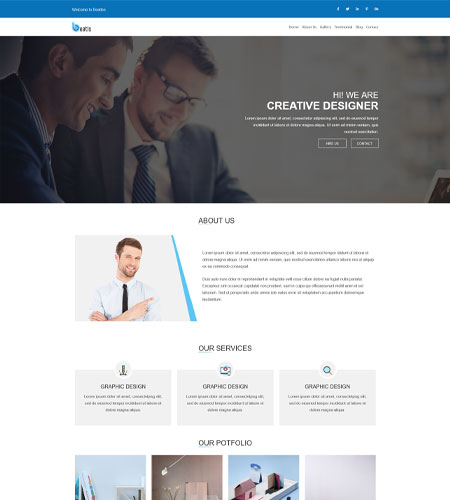 Welcome to Beatbs
Beatis
Home About Us Gallery Testimonial Blog Contact
HI! WE ARE
CREATIVE DESIGNER
Lorem ipsum dolor sit amet, consectetur adipiscing elit, sed do eiusmod tempor
incididunt ut labore et dolore magna aliqua. Ut enim ad minim veniam, quis
nostrud exercitation.
HIRE US CONTACT
ABOUT US
Lorem ipsum dolor sit amet, consectetur adipiscing elit, sed do eiusmod tempor incididunt ut labore et
dolore magna aliqua. Ut enim ad minim veniam, quis nostrud exercitation ullamco laboris nisi ut aliquip ex
ea commodo consequat.
Duis aute irure dolor in reprehenderit in voluptate velit esse cillum dolore eu fugiat nulla pariatur.
Excepteur sint occaecat cupidatat non proident, sunt in culpa qui officia deserunt mollit anim id est
laborum. Sed ut perspiciatis unde omnis iste natus error sit voluptatem accusantium doloremque
laudantium.
OUR SERVICES
GRAPHIC DESIGN GRAPHIC DESIGN GRAPHIC DESIGN
Lorem ipsum dolor sit amet, consectetur adipiscing elit, Lorem ipsum dolor sit amet, consectetur adipiscing elit, Lorem ipsum dolor sit amet, consectetur adipiscing elit,
sed do eiusmod tempor incididunt ut labore et sed do eiusmod tempor incididunt ut labore et sed do eiusmod tempor incididunt ut labore et
dolore magna aliqua dolore magna aliqua dolore magna aliqua
OUR POTFOLIO